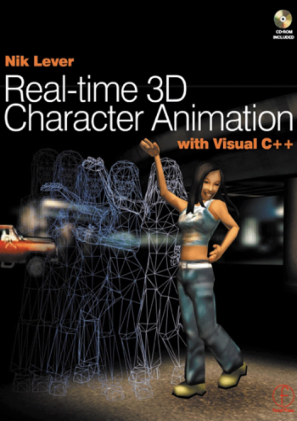 CD-ROM
INCLUDED
Nik Lever
Real-time 3D
Character Animation
with Visual C++